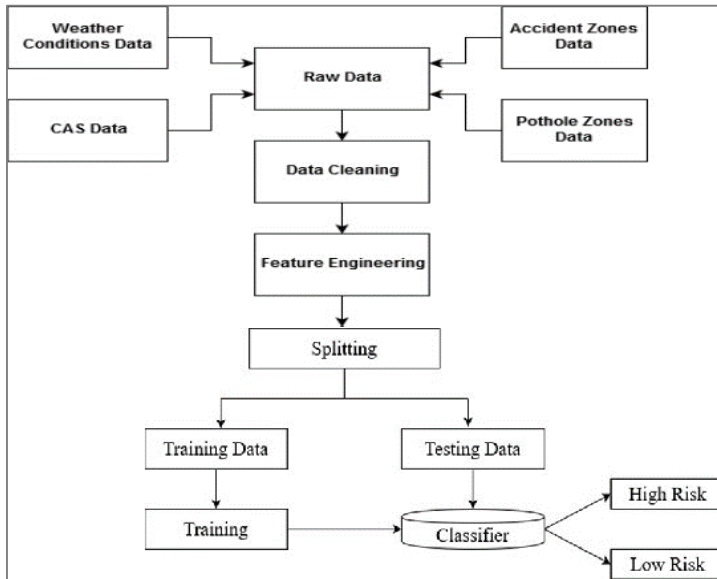 Weather
Conditions Data
Accident Zones
Data
Raw Data
CAS Data
Pothole Zones
Data
Data Cleaning
Feature Engineering
Splitting
Training Data
Testing Data
High Risk
Training
Classifier
Low Risk